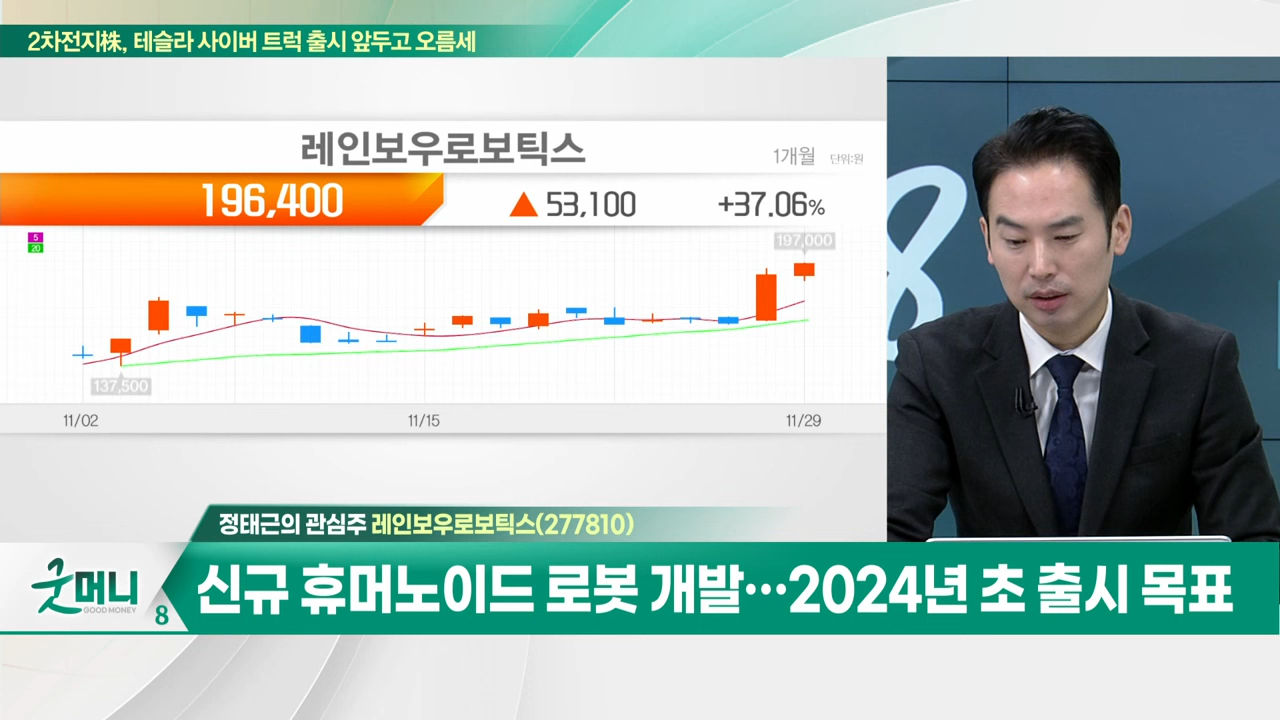 2차전지株, 테슬라 사이버 트럭 출시 앞두고 오름세
레인보우로보틱스
1개월 단위:원
196,400 ▲ 53,100 +37.06%
5
20
197,000
137,500
11/02 11/15 11/29
정태근의 관심주 레인보우로보틱스(277810)
굿머니
GOOD MONEY
8
신규 휴머노이드 로봇 개발…2024년 초 출시 목표